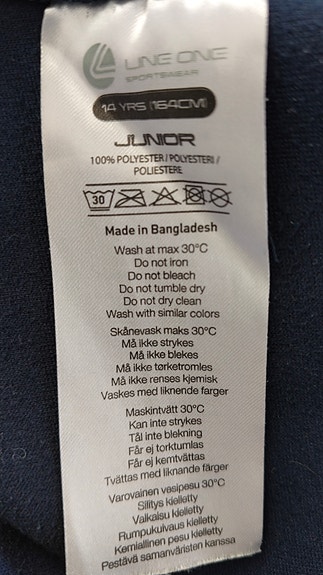 LINE ONE
SPORTSWEAR
14 YRS (164CM)
JUNIOR
100% POLYESTER / POLYESTERI /
POLIESTERE
30
Made in Bangladesh
Wash at max 30°C
Do not iron
Do not bleach
Do not tumble dry
Do not dry clean
Wash with similar colors
Skånevask maks 30°C
Må ikke strykes
Må ikke blekes
Må ikke tørketromles
Må ikke renses kjemisk
Vaskes med liknende farger
Maskintvätt 30°C
Kan inte strykas
Tål inte blekning
Får ej torktumlas
Får ej kemtvättas
Tvättas med liknande färger
Varovainen vesipesu 30°C
Silitys kielletty
Valkaisu kielletty
Rumpukuivaus kielletty
Kemiallinen pesu kielletty
Pestävä samanväristen kanssa